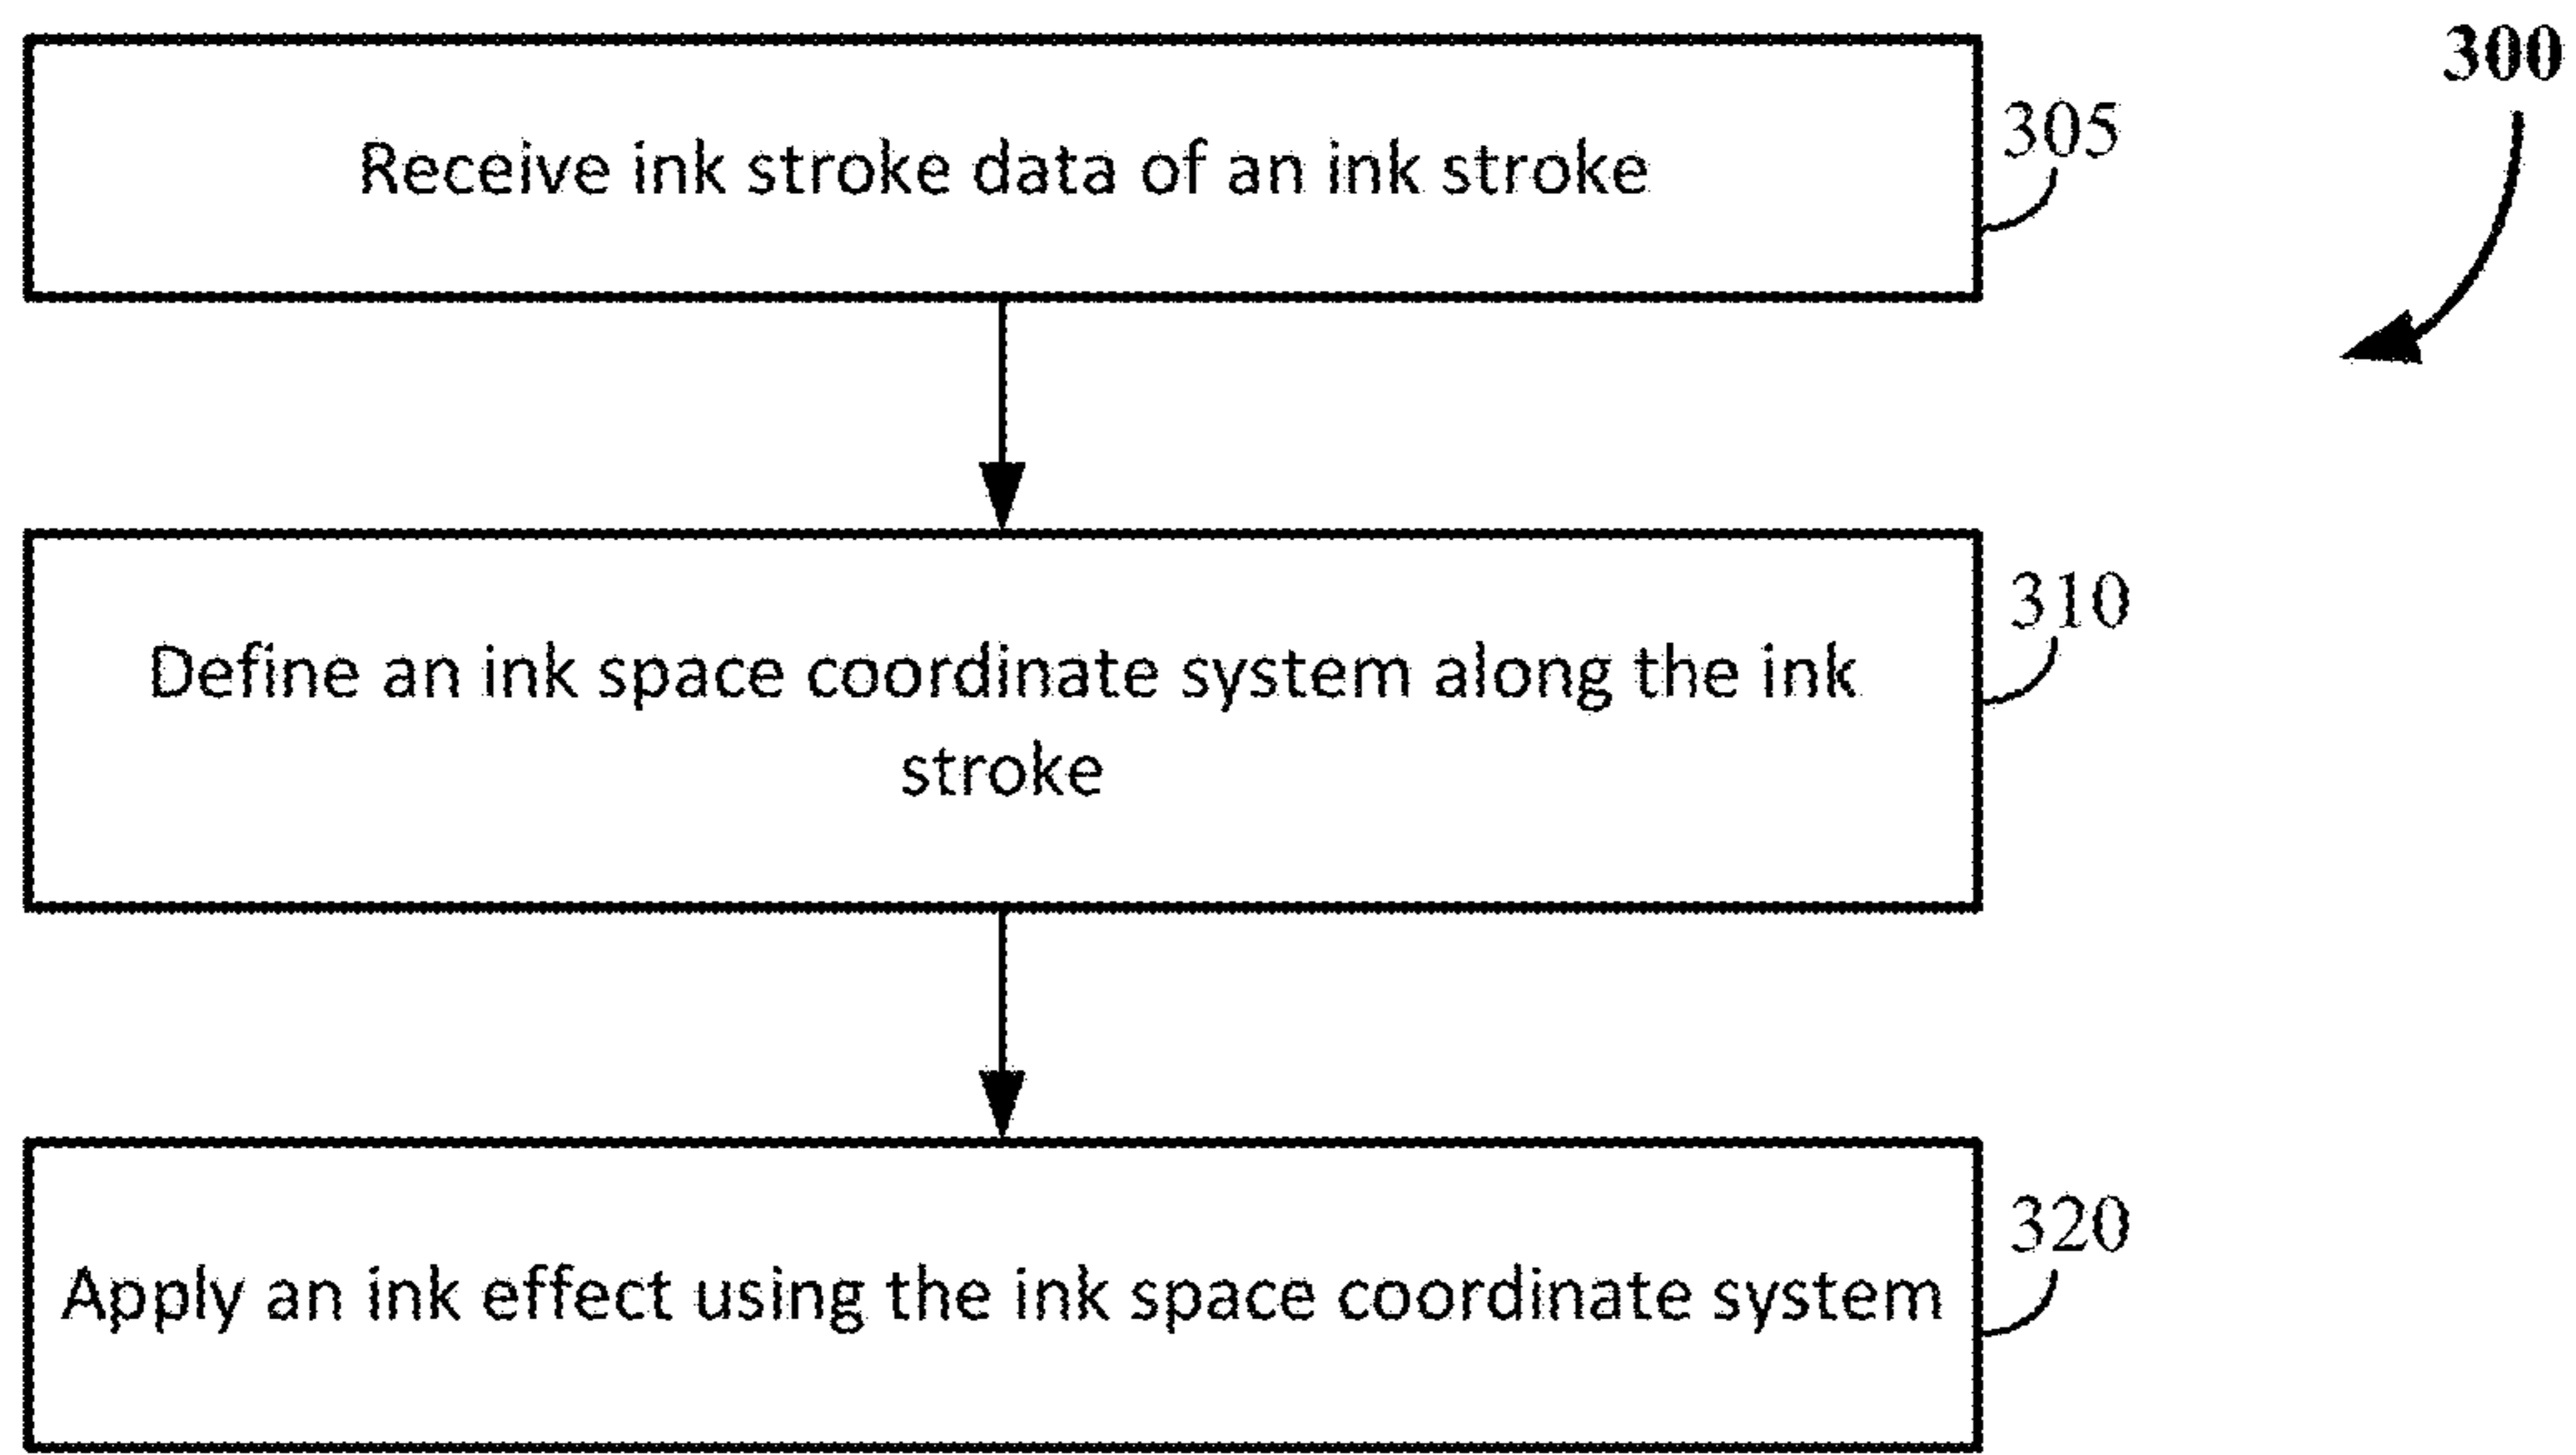 300
305
Receive ink stroke data of an ink stroke
310
Define an ink space coordinate system along the ink
stroke
320
Apply an ink effect using the ink space coordinate system